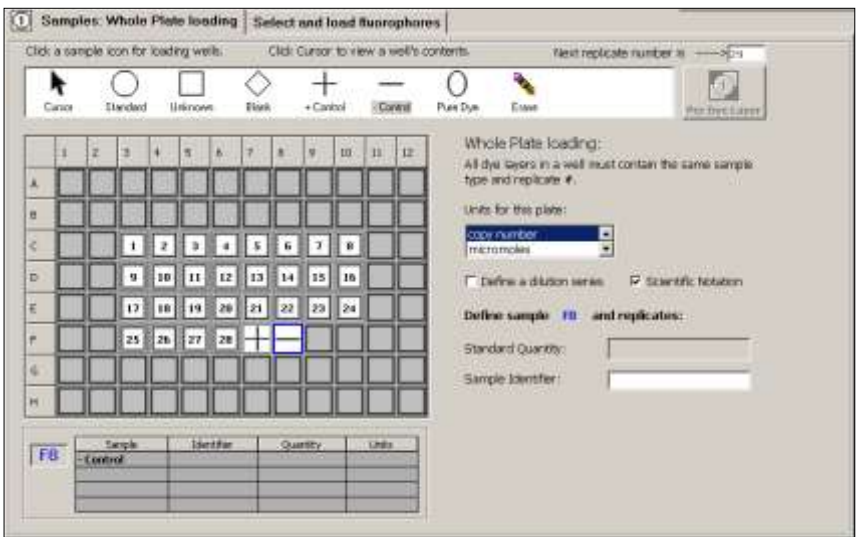 Samples: Whole Plate loading Select and load fluorophores
Click a sample icon for loading wells. Click Cursor to view a well's contents. Next replicate number is ---->29
Cursor Standard Unknown Blank + Control - Control Pure Dye Erase Per Dye Layer
1 2 3 4 5 6 7 8 9 10 11 12
A
B
C 1 2 3 4 5 6 7 8
D 9 10 11 12 13 14 15 16
E 17 18 19 20 21 22 23 24
F 25 26 27 28 + -
G
H
Whole Plate loading:
All dye layers in a well must contain the same sample
type and replicate #.
Units for this plate:
copy number
micromoles
Define a dilution series Scientific Notation
Define sample F8 and replicates:
Standard Quantity:
Sample Identifier:
F8 Sample Identifier Quantity Units
- Control